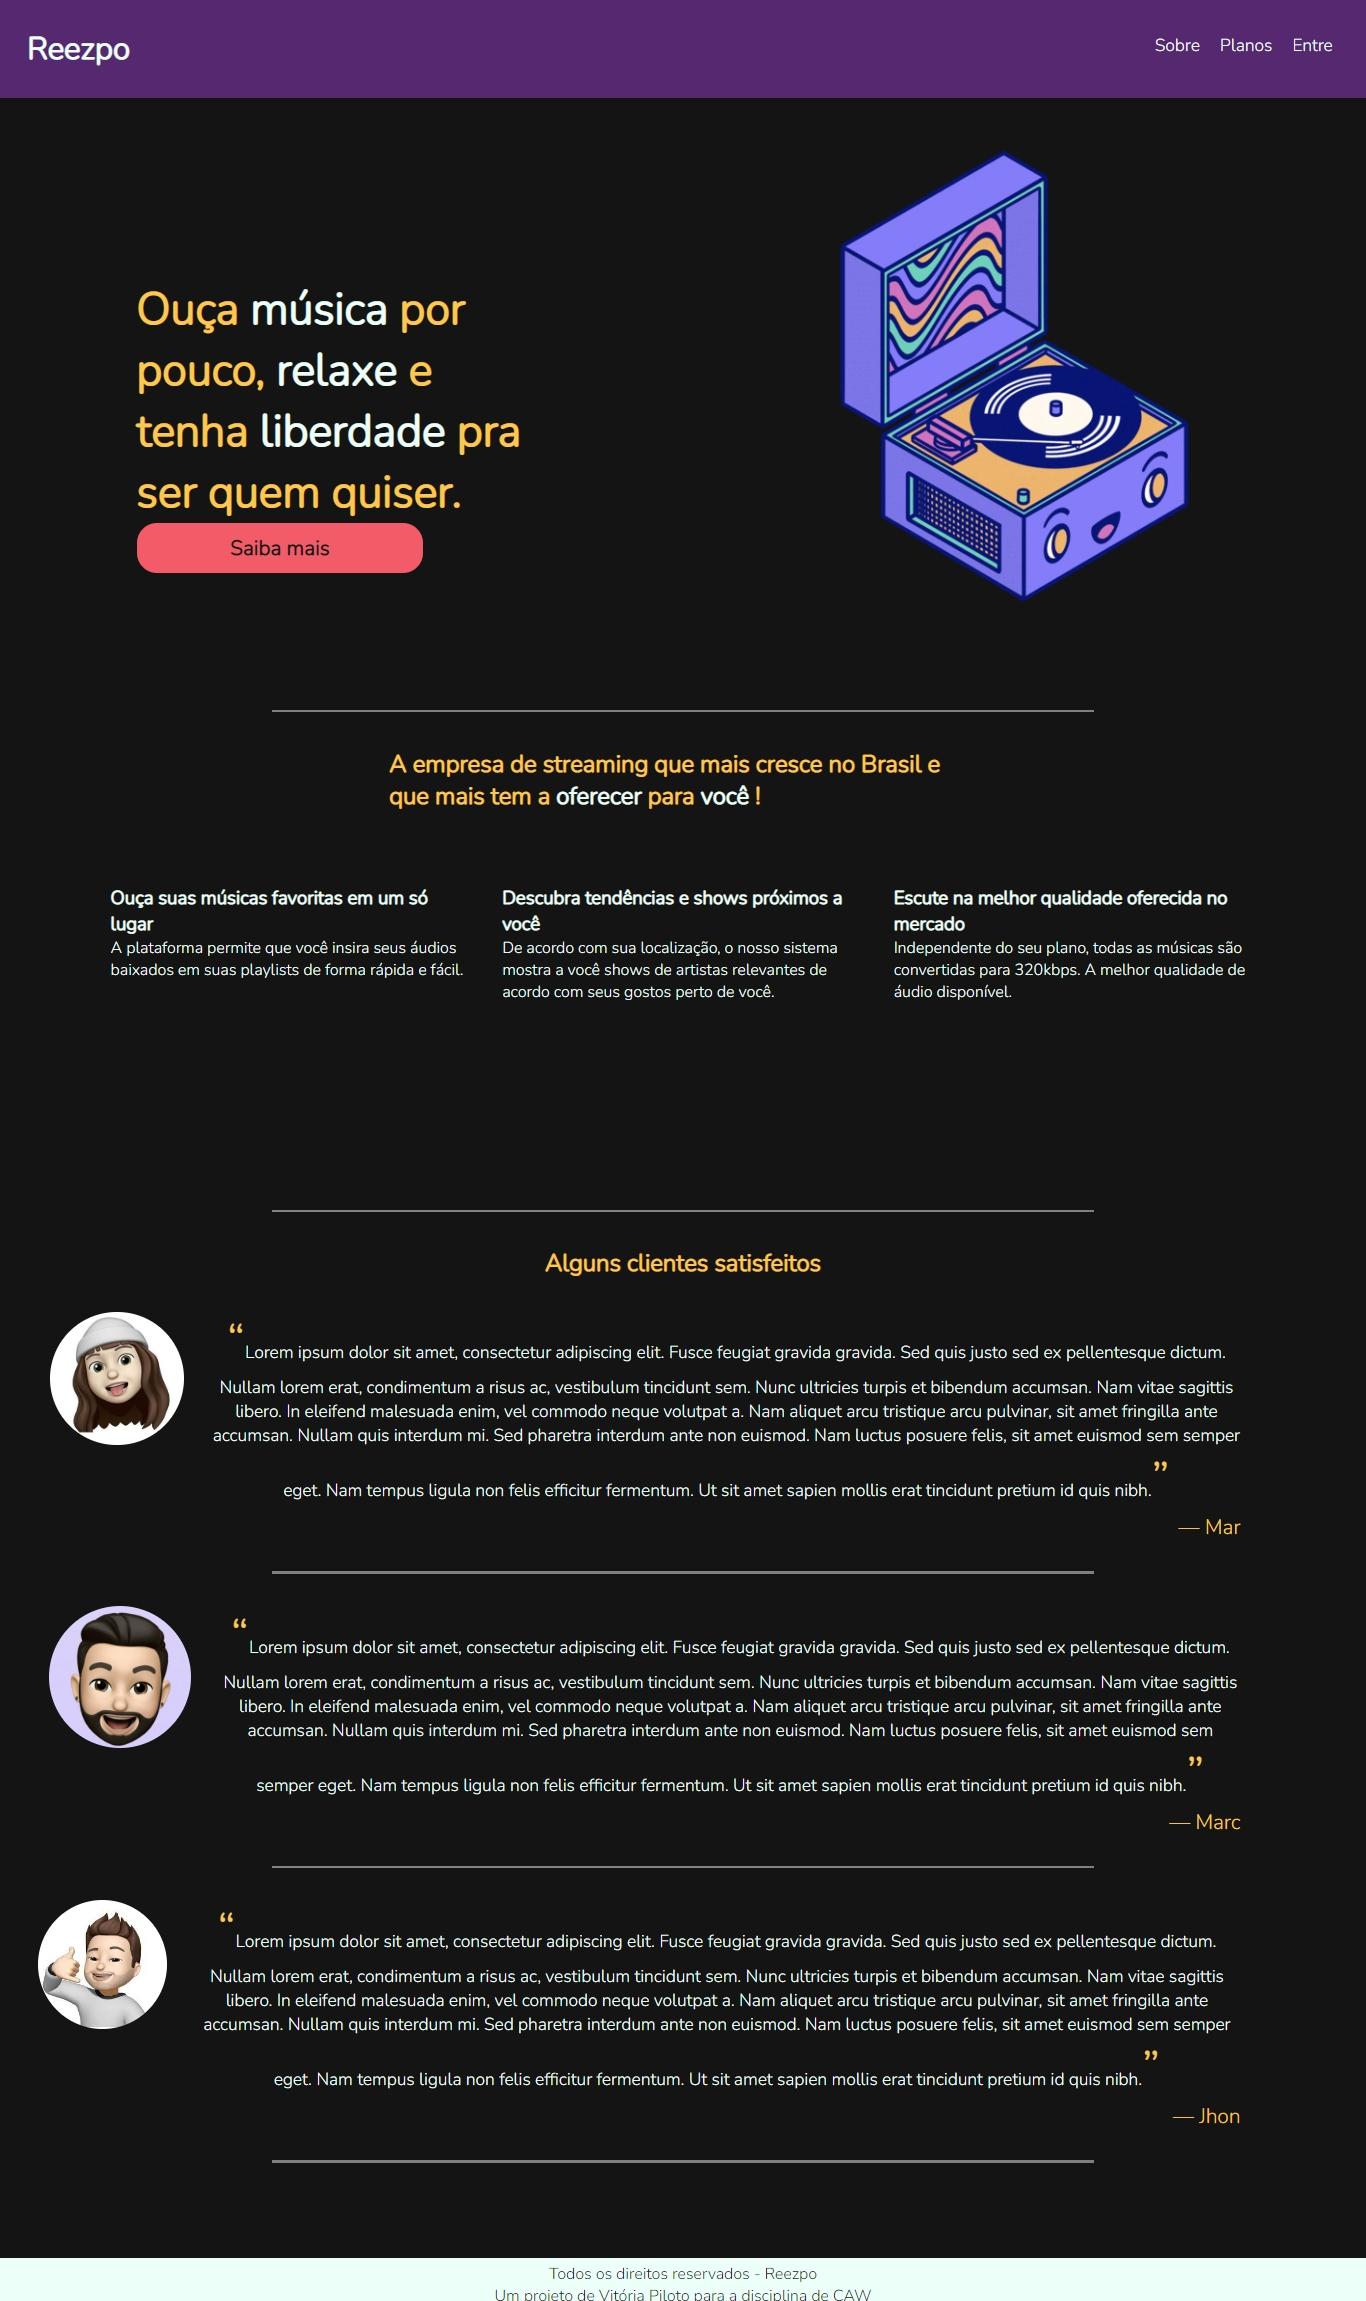 Reezpo
Sobre Planos Entre
Ouça música por
pouco, relaxe e
tenha liberdade pra
ser quem quiser.
Saiba mais
A empresa de streaming que mais cresce no Brasil e
que mais tem a oferecer para você !
Ouça suas músicas favoritas em um só
lugar
A plataforma permite que você insira seus áudios
baixados em suas playlists de forma rápida e fácil.
Descubra tendências e shows próximos a
você
De acordo com sua localização, o nosso sistema
mostra a você shows de artistas relevantes de
acordo com seus gostos perto de você.
Escute na melhor qualidade oferecida no
mercado
Independente do seu plano, todas as músicas são
convertidas para 320kbps. A melhor qualidade de
áudio disponível.
Alguns clientes satisfeitos
“Lorem ipsum dolor sit amet, consectetur adipiscing elit. Fusce feugiat gravida gravida. Sed quis justo sed ex pellentesque dictum.
Nullam lorem erat, condimentum a risus ac, vestibulum tincidunt sem. Nunc ultricies turpis et bibendum accumsan. Nam vitae sagittis
libero. In eleifend malesuada enim, vel commodo neque volutpat a. Nam aliquet arcu tristique arcu pulvinar, sit amet fringilla ante
accumsan. Nullam quis interdum mi. Sed pharetra interdum ante non euismod. Nam luctus posuere felis, sit amet euismod sem semper
eget. Nam tempus ligula non felis efficitur fermentum. Ut sit amet sapien mollis erat tincidunt pretium id quis nibh.”
— Mar
“Lorem ipsum dolor sit amet, consectetur adipiscing elit. Fusce feugiat gravida gravida. Sed quis justo sed ex pellentesque dictum.
Nullam lorem erat, condimentum a risus ac, vestibulum tincidunt sem. Nunc ultricies turpis et bibendum accumsan. Nam vitae sagittis
libero. In eleifend malesuada enim, vel commodo neque volutpat a. Nam aliquet arcu tristique arcu pulvinar, sit amet fringilla ante
accumsan. Nullam quis interdum mi. Sed pharetra interdum ante non euismod. Nam luctus posuere felis, sit amet euismod sem
semper eget. Nam tempus ligula non felis efficitur fermentum. Ut sit amet sapien mollis erat tincidunt pretium id quis nibh.”
— Marc
“Lorem ipsum dolor sit amet, consectetur adipiscing elit. Fusce feugiat gravida gravida. Sed quis justo sed ex pellentesque dictum.
Nullam lorem erat, condimentum a risus ac, vestibulum tincidunt sem. Nunc ultricies turpis et bibendum accumsan. Nam vitae sagittis
libero. In eleifend malesuada enim, vel commodo neque volutpat a. Nam aliquet arcu tristique arcu pulvinar, sit amet fringilla ante
accumsan. Nullam quis interdum mi. Sed pharetra interdum ante non euismod. Nam luctus posuere felis, sit amet euismod sem semper
eget. Nam tempus ligula non felis efficitur fermentum. Ut sit amet sapien mollis erat tincidunt pretium id quis nibh.”
— Jhon
Todos os direitos reservados - Reezpo
Um projeto de Vitória Piloto para a disciplina de CAW